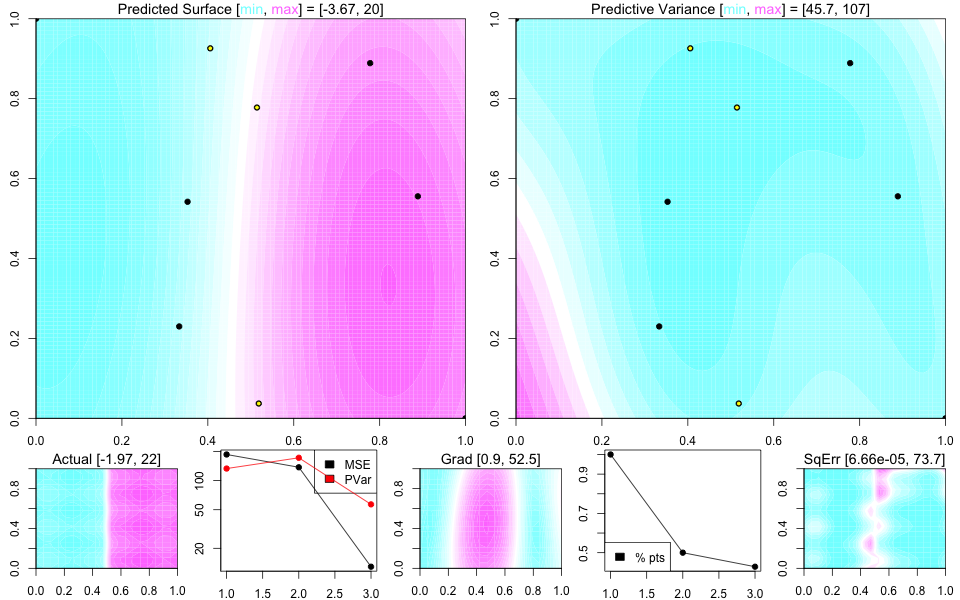 Predicted Surface [min, max] = [-3.67, 20]
Predictive Variance [min, max] = [45.7, 107]
1.0
0.8
0.6
0.4
0.2
0.0
0.0 0.2 0.4 0.6 0.8 1.0
1.0
0.8
0.6
0.4
0.2
0.0
0.0 0.2 0.4 0.6 0.8 1.0
Actual [-1.97, 22]
0.8
0.4
0.0
0.0 0.2 0.4 0.6 0.8 1.0
MSE
PVar
100
50
20
1.0 1.5 2.0 2.5 3.0
Grad [0.9, 52.5]
0.8
0.4
0.0
0.0 0.2 0.4 0.6 0.8 1.0
0.9
0.7
0.5
% pts
1.0 1.5 2.0 2.5 3.0
SqErr [6.66e-05, 73.7]
0.8
0.4
0.0
0.0 0.2 0.4 0.6 0.8 1.0